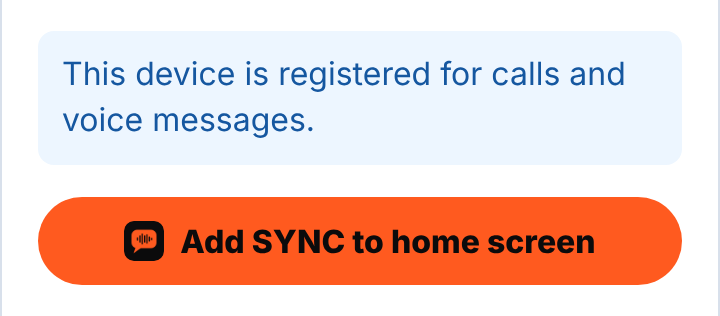 This device is registered for calls and
voice messages.
Add SYNC to home screen